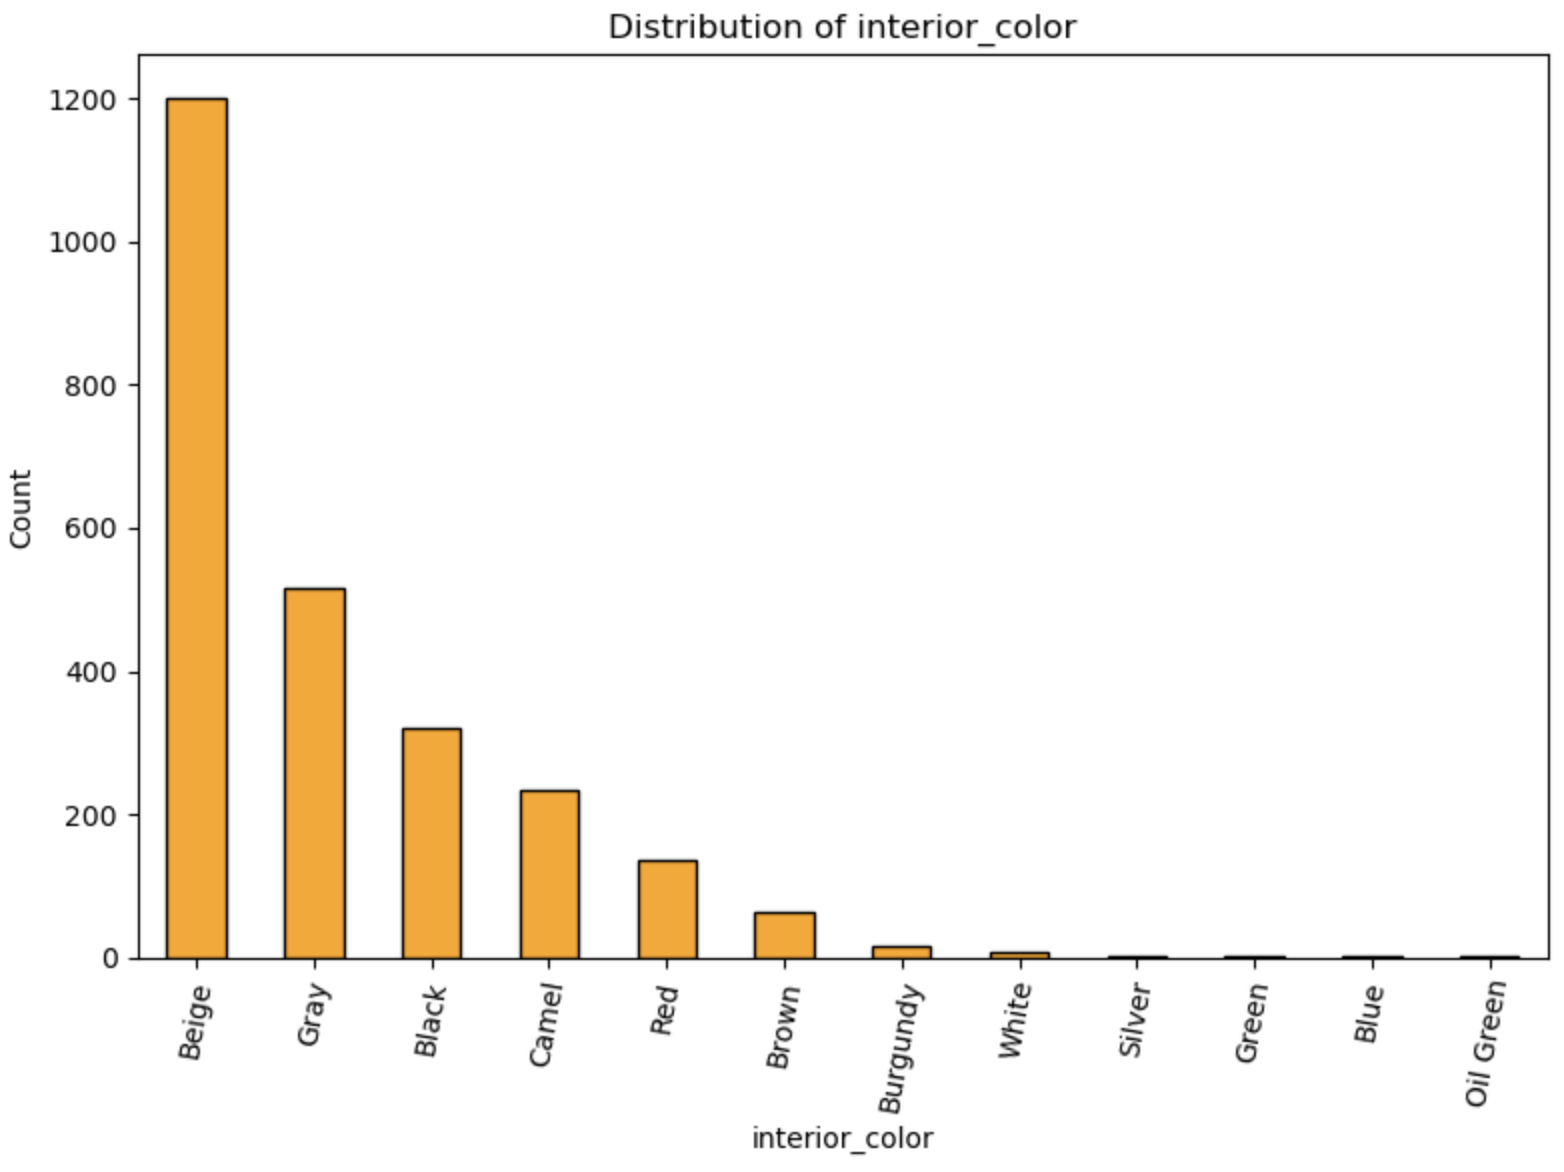 Distribution of interior_color
1200
1000
800
600
400
200
0
Count
Beige
Gray
Black
Camel
Red
Brown
Burgundy
White
Silver
Green
Blue
Oil Green
interior_color